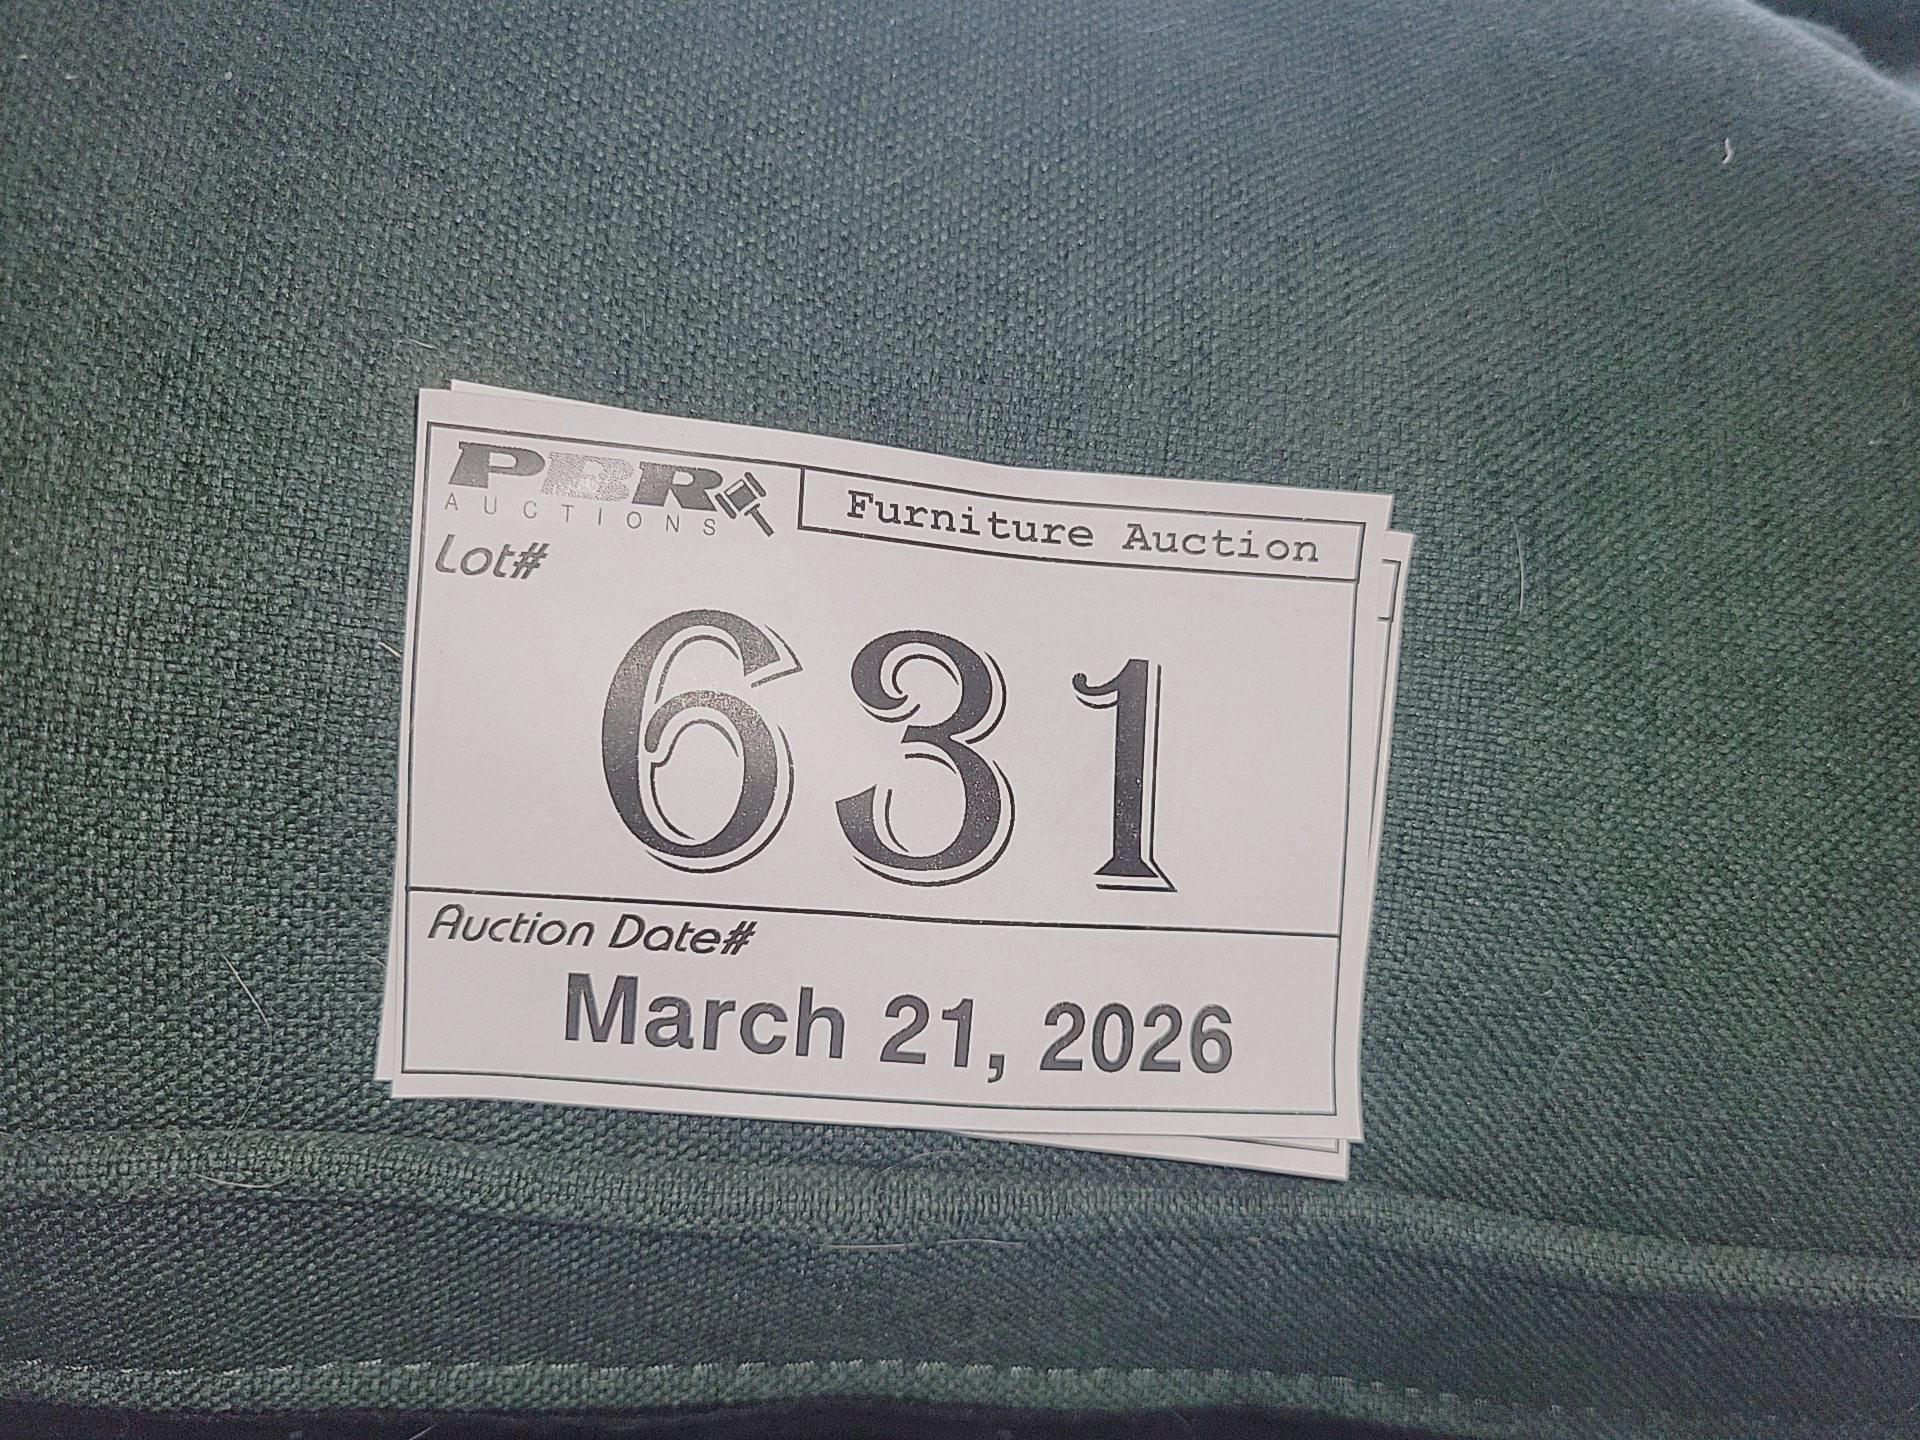 PBR
AUCTIONS
Furniture Auction
Lot#
631
Auction Date#
March 21, 2026